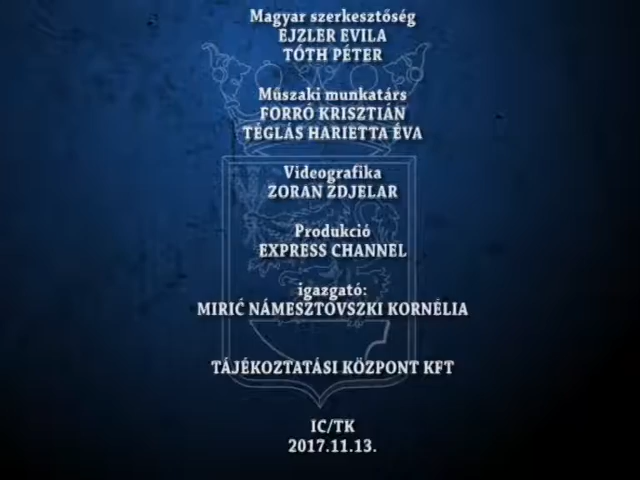 Magyar szerkesztőség
EJZLER EVILA
TÓTH PÉTER
Műszaki munkatárs
FORRÓ KRISZTIÁN
TÉGLÁS HARIETTA ÉVA
Videografika
ZORAN ZDJELAR
Produkció
EXPRESS CHANNEL
igazgató:
MIRIĆ NÁMESZTOVSZKI KORNÉLIA
TÁJÉKOZTATÁSI KÖZPONT KFT
IC/TK
2017.11.13.